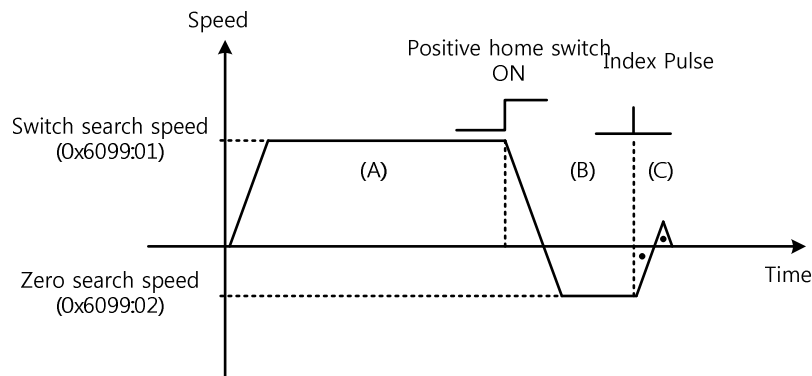 Speed
Positive home switch
ON
Index Pulse
Switch search speed
(0x6099:01)
(A)
(B)
(C)
Zero search speed
(0x6099:02)
Time